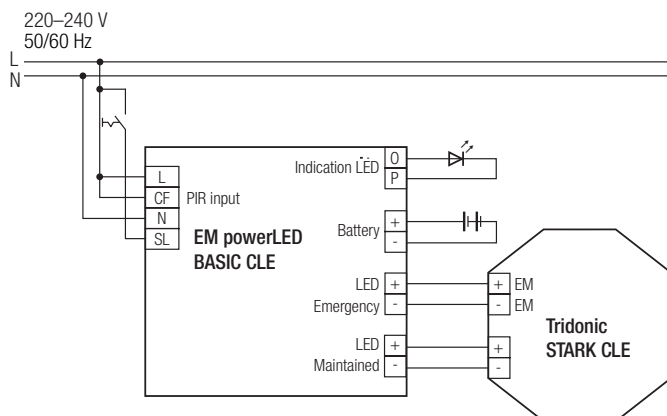 220–240 V
50/60 Hz
L
N
L
CF PIR input
N
SL
EM powerLED
BASIC CLE
Indication LED
O
P
Battery
+
-
LED
Emergency
+
-
LED
Maintained
+
-
+ EM
- EM
Tridonic
STARK CLE
+
-